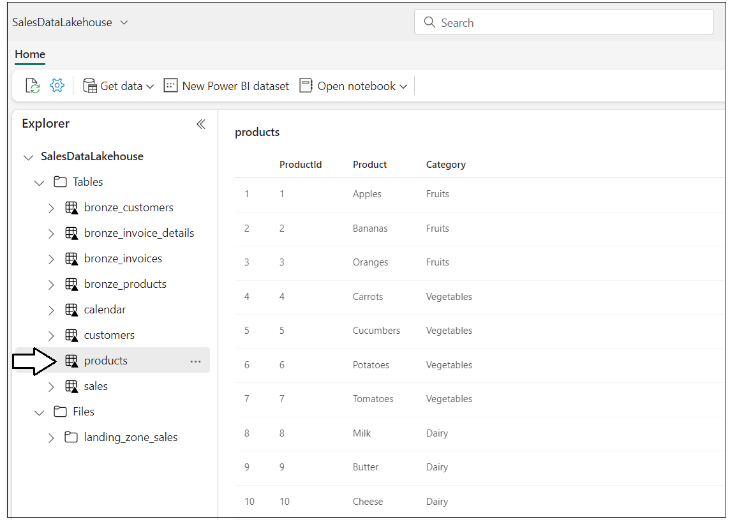 SalesDataLakehouse
Search
Home
Get data
New Power BI dataset
Open notebook
Explorer
SalesDataLakehouse
Tables
bronze_customers
bronze_invoice_details
bronze_invoices
bronze_products
calendar
customers
products
sales
Files
landing_zone_sales
products
ProductId Product Category
1 1 Apples Fruits
2 2 Bananas Fruits
3 3 Oranges Fruits
4 4 Carrots Vegetables
5 5 Cucumbers Vegetables
6 6 Potatoes Vegetables
7 7 Tomatoes Vegetables
8 8 Milk Dairy
9 9 Butter Dairy
10 10 Cheese Dairy